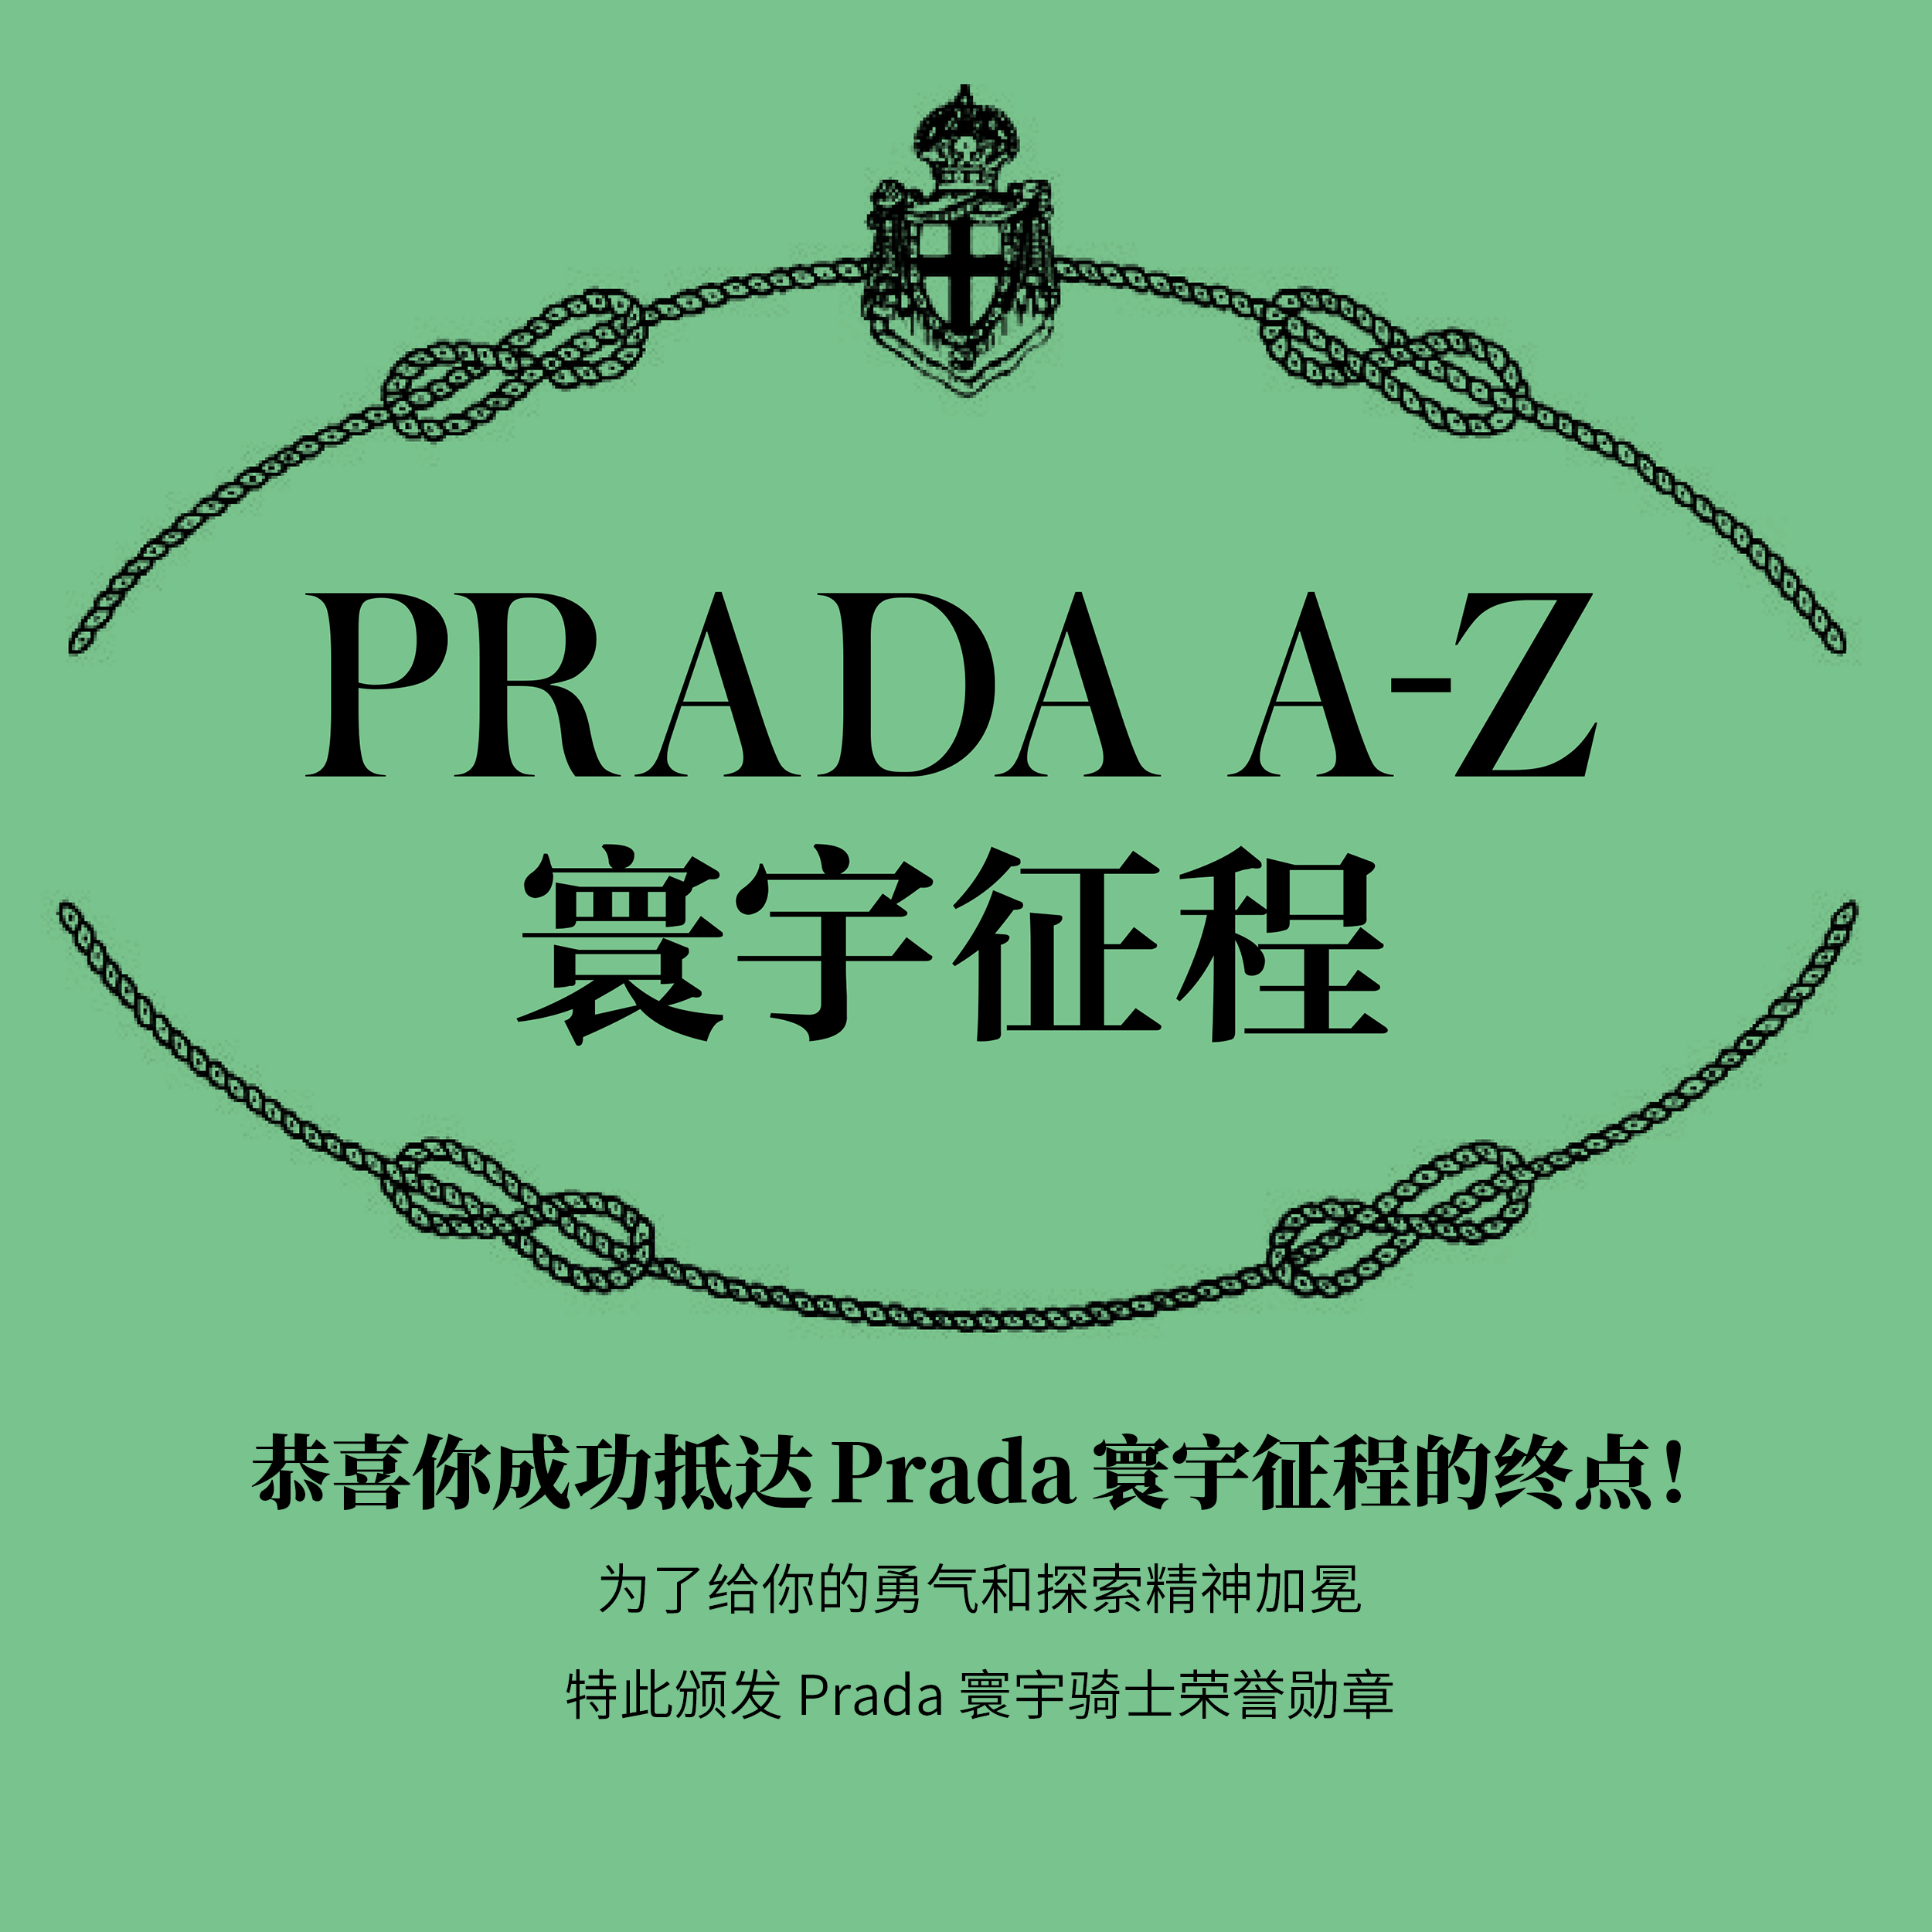 PRADA A-Z
寰宇征程
恭喜你成功抵达 Prada 寰宇征程的终点！
为了给你的勇气和探索精神加冕
特此颁发 Prada 寰宇骑士荣誉勋章